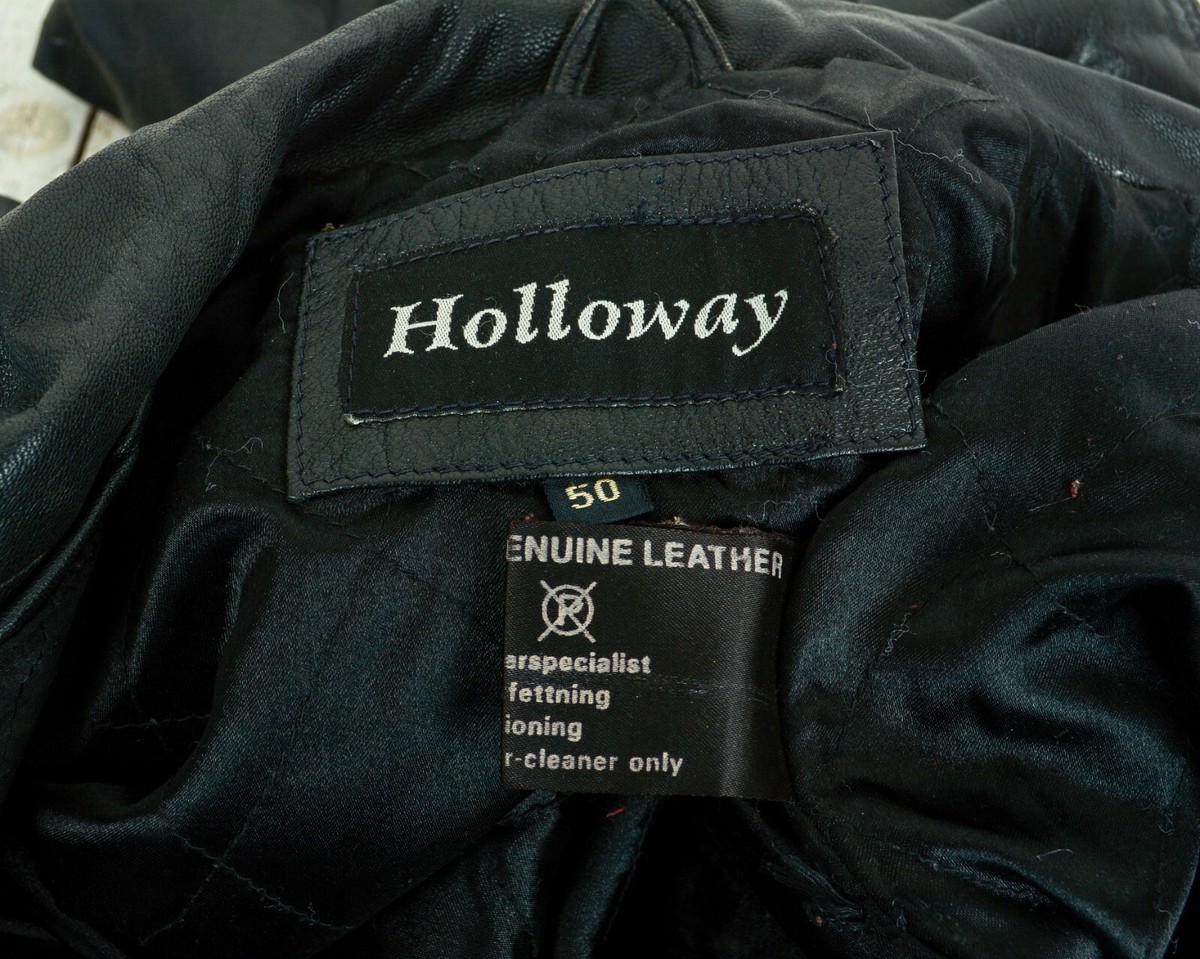 Holloway
50
ENUINE LEATHER
P
erspecialist
fettning
ioning
r-cleaner only